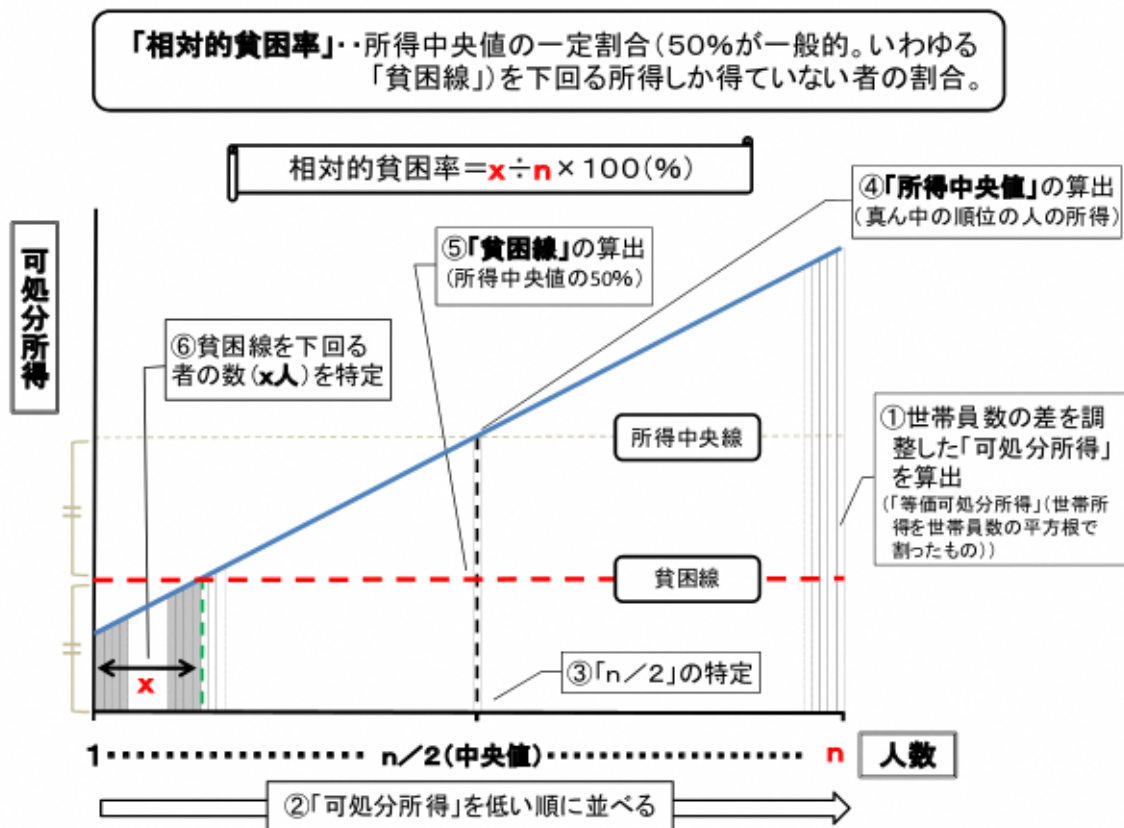 「相対的貧困率」・・所得中央値の一定割合(50%が一般的。いわゆる
「貧困線」)を下回る所得しか得ていない者の割合。
相対的貧困率=x÷n×100(%)
④「所得中央値」の算出
(真ん中の順位の人の所得)
⑤「貧困線」の算出
(所得中央値の50%)
可処分所得
⑥貧困線を下回る
者の数(x人)を特定
所得中央線
①世帯員数の差を調
整した「可処分所得」
を算出
(「等価可処分所得」(世帯所
得を世帯員数の平方根で
割ったもの))
貧困線
x
③「n/2」の特定
1‥‥‥‥‥‥‥n/2(中央値)‥‥‥‥‥‥‥n
人数
②「可処分所得」を低い順に並べる